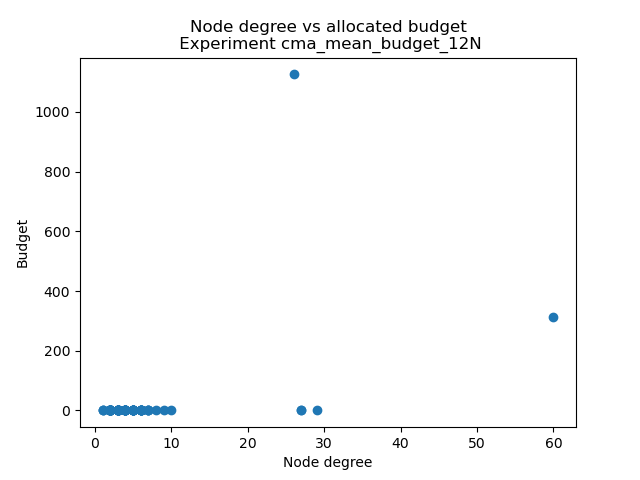 Node degree vs allocated budget
Experiment cma_mean_budget_12N
1000
800
600
400
200
0
Budget
0 10 20 30 40 50 60
Node degree